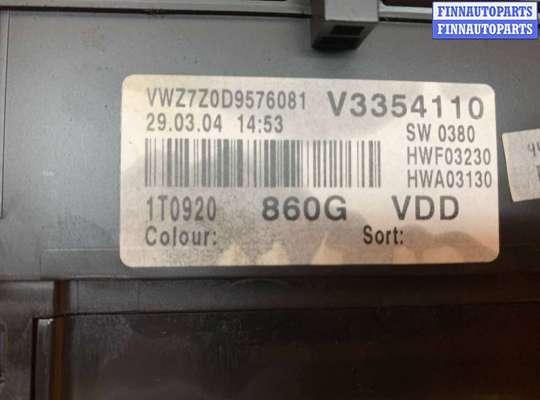 FINNAUTOPARTS
FINNAUTOPARTS
VWZ7Z0D9576081 V3354110
29.03.04 14:53 SW 0380
HWF03230
HWA03130
1T0920 860G VDD
Colour: Sort: